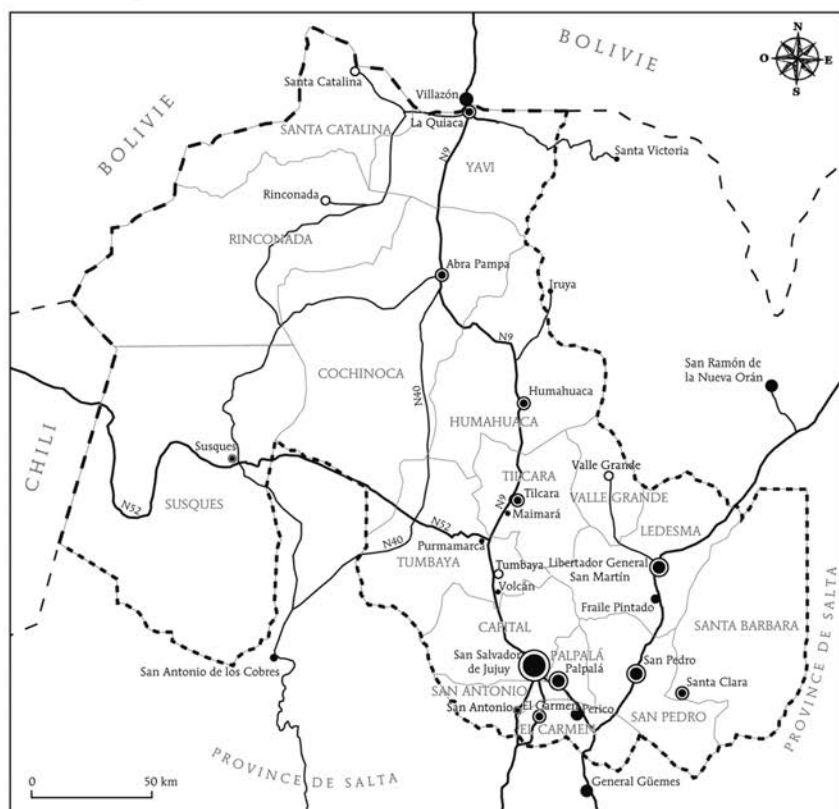 BOLIVIE
N
O
E
S
BOLIVIE
Santa Catalina
Villazón
La Quiaca
SANTA CATALINA
Santa Victoria
N9
YAVI
Rinconada
RINCONADA
Abra Pampa
Iruya
N9
San Ramón de
la Nueva Orán
COCHINOCA
N40
Humahuaca
HUMAHUACA
CHILI
Susques
TILCARA
Valle Grande
SUSQUES
Tilcara
VALLE GRANDE
N52
N9
Maimará
LEDESMA
N52
N40
Purmamarca
TUMBAYA
Tumbaya
Libertador General
San Martín
Volcán
Fraile Pintado
PROVINCE DE SALTA
CAPITAL
SANTA BARBARA
San Salvador
de Jujuy
PALPALÁ
Palpalá
San Pedro
San Antonio de los Cobres
SAN ANTONIO
Santa Clara
San Antonio
El Carmen
Perico
EL CARMEN
SAN PEDRO
PROVINCE DE SALTA
0
50 km
General Güemes